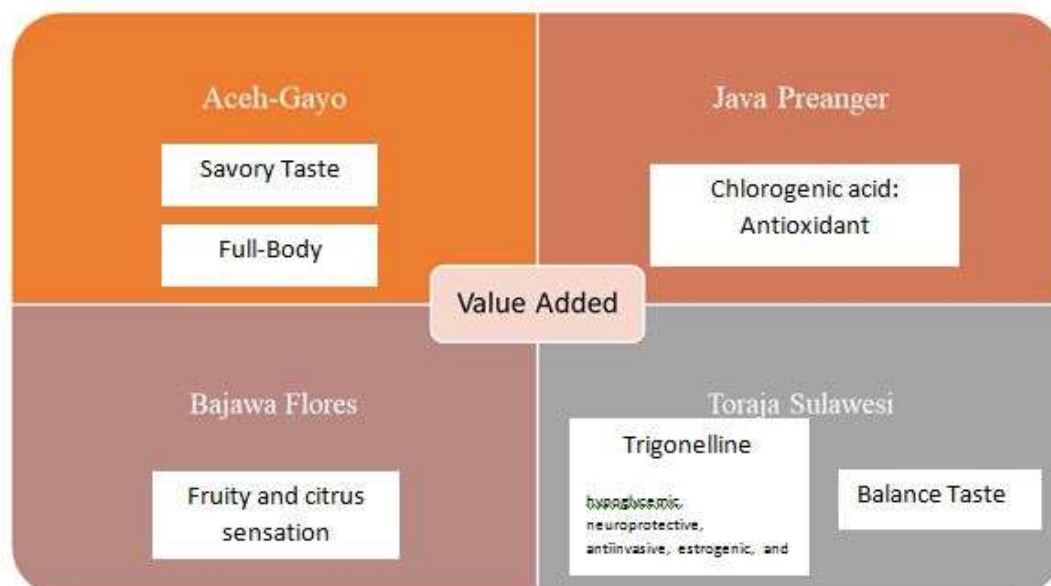 Aceh-Gayo
Savory Taste
Full-Body
Java Preanger
Chlorogenic acid:
Antioxidant
Value Added
Bajawa Flores
Fruity and citrus
sensation
Toraja Sulawesi
Trigonelline
hypoglycemic,
neuroprotective,
antiinvasive, estrogenic, and
Balance Taste